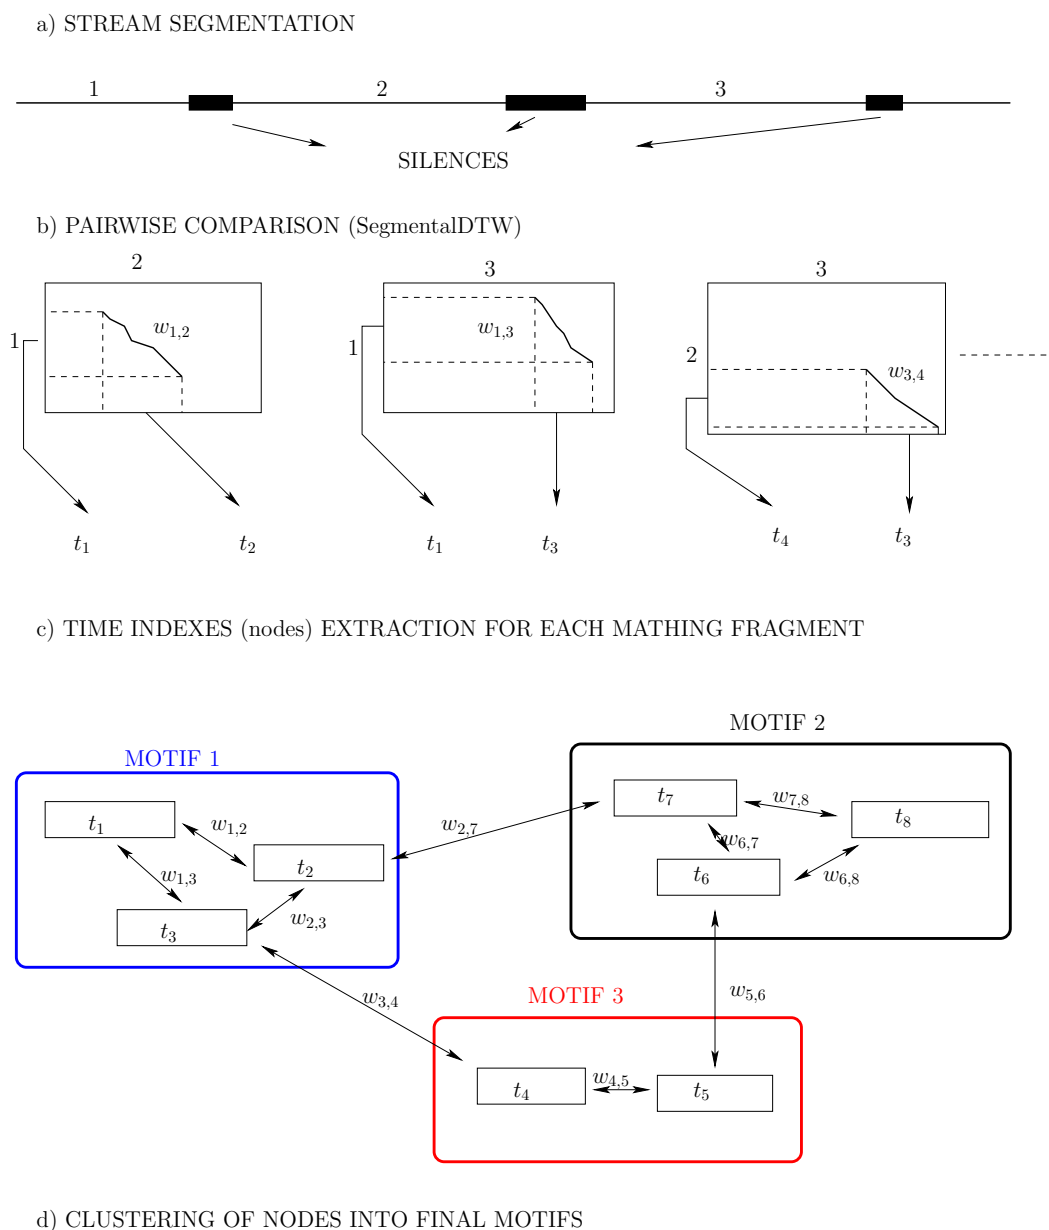 a) STREAM SEGMENTATION
1 2 3
SILENCES
b) PAIRWISE COMPARISON (SegmentalDTW)
2 3 3
1 w1,2 1 w1,3 2 w3,4
t1 t2 t1 t3 t4 t3
c) TIME INDEXES (nodes) EXTRACTION FOR EACH MATHING FRAGMENT
MOTIF 2
MOTIF 1
t1 w1,2 w2,7 t7 w7,8 t8
w1,3 t2 w6,7 t6 w6,8
t3 w2,3
w3,4 MOTIF 3 w5,6
t4 w4,5 t5
d) CLUSTERING OF NODES INTO FINAL MOTIFS